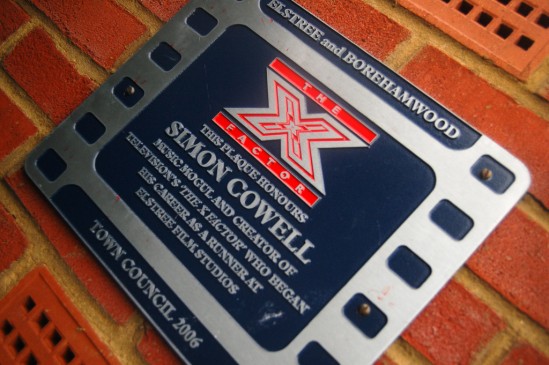 ELSTREE and BOREHAMWOOD
THE
X
FACTOR
THIS PLAQUE HONOURS
SIMON COWELL
MUSIC MOGUL AND CREATOR OF
TELEVISION'S 'THE X FACTOR' WHO BEGAN
HIS CAREER AS A RUNNER AT
ELSTREE FILM STUDIOS
TOWN COUNCIL 2006